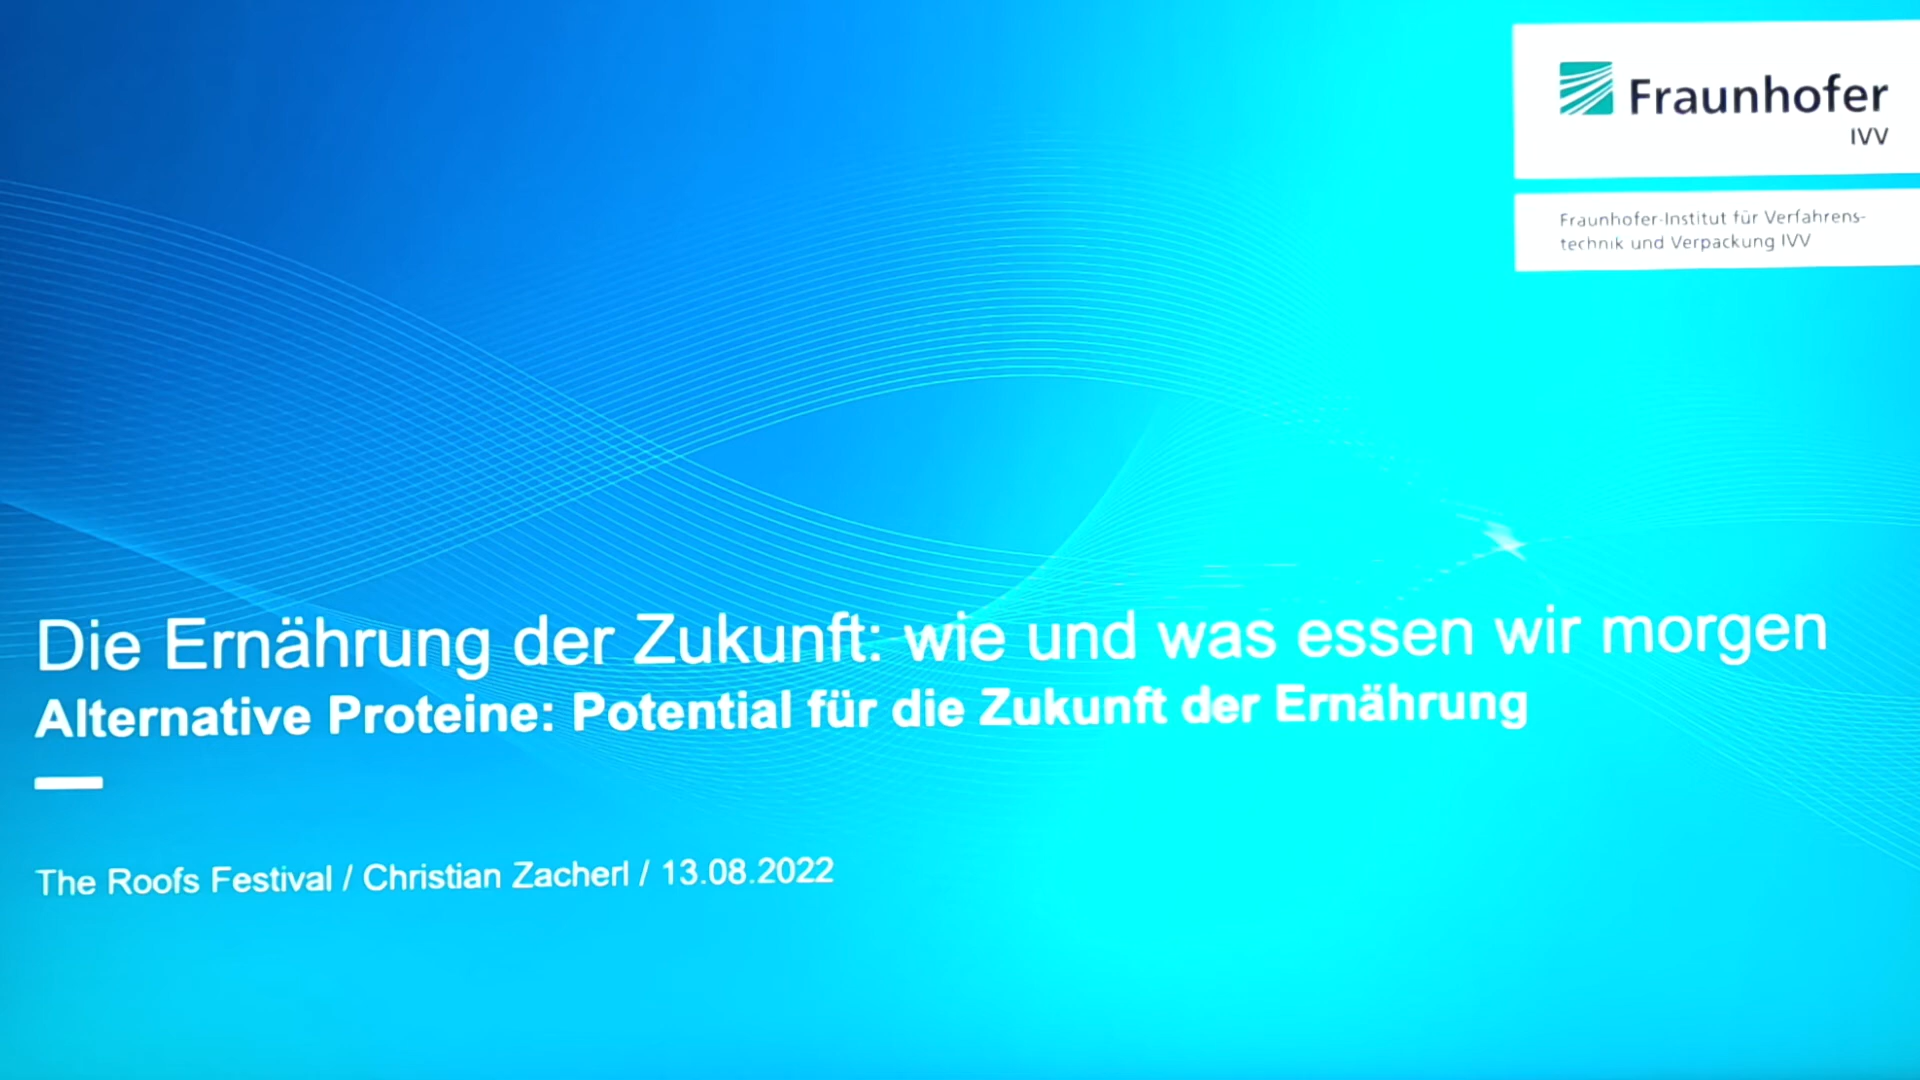 Fraunhofer
IVV
Fraunhofer-Institut für Verfahrens-
technik und Verpackung IVV
Die Ernährung der Zukunft: wie und was essen wir morgen
Alternative Proteine: Potential für die Zukunft der Ernährung
The Roofs Festival / Christian Zacherl / 13.08.2022